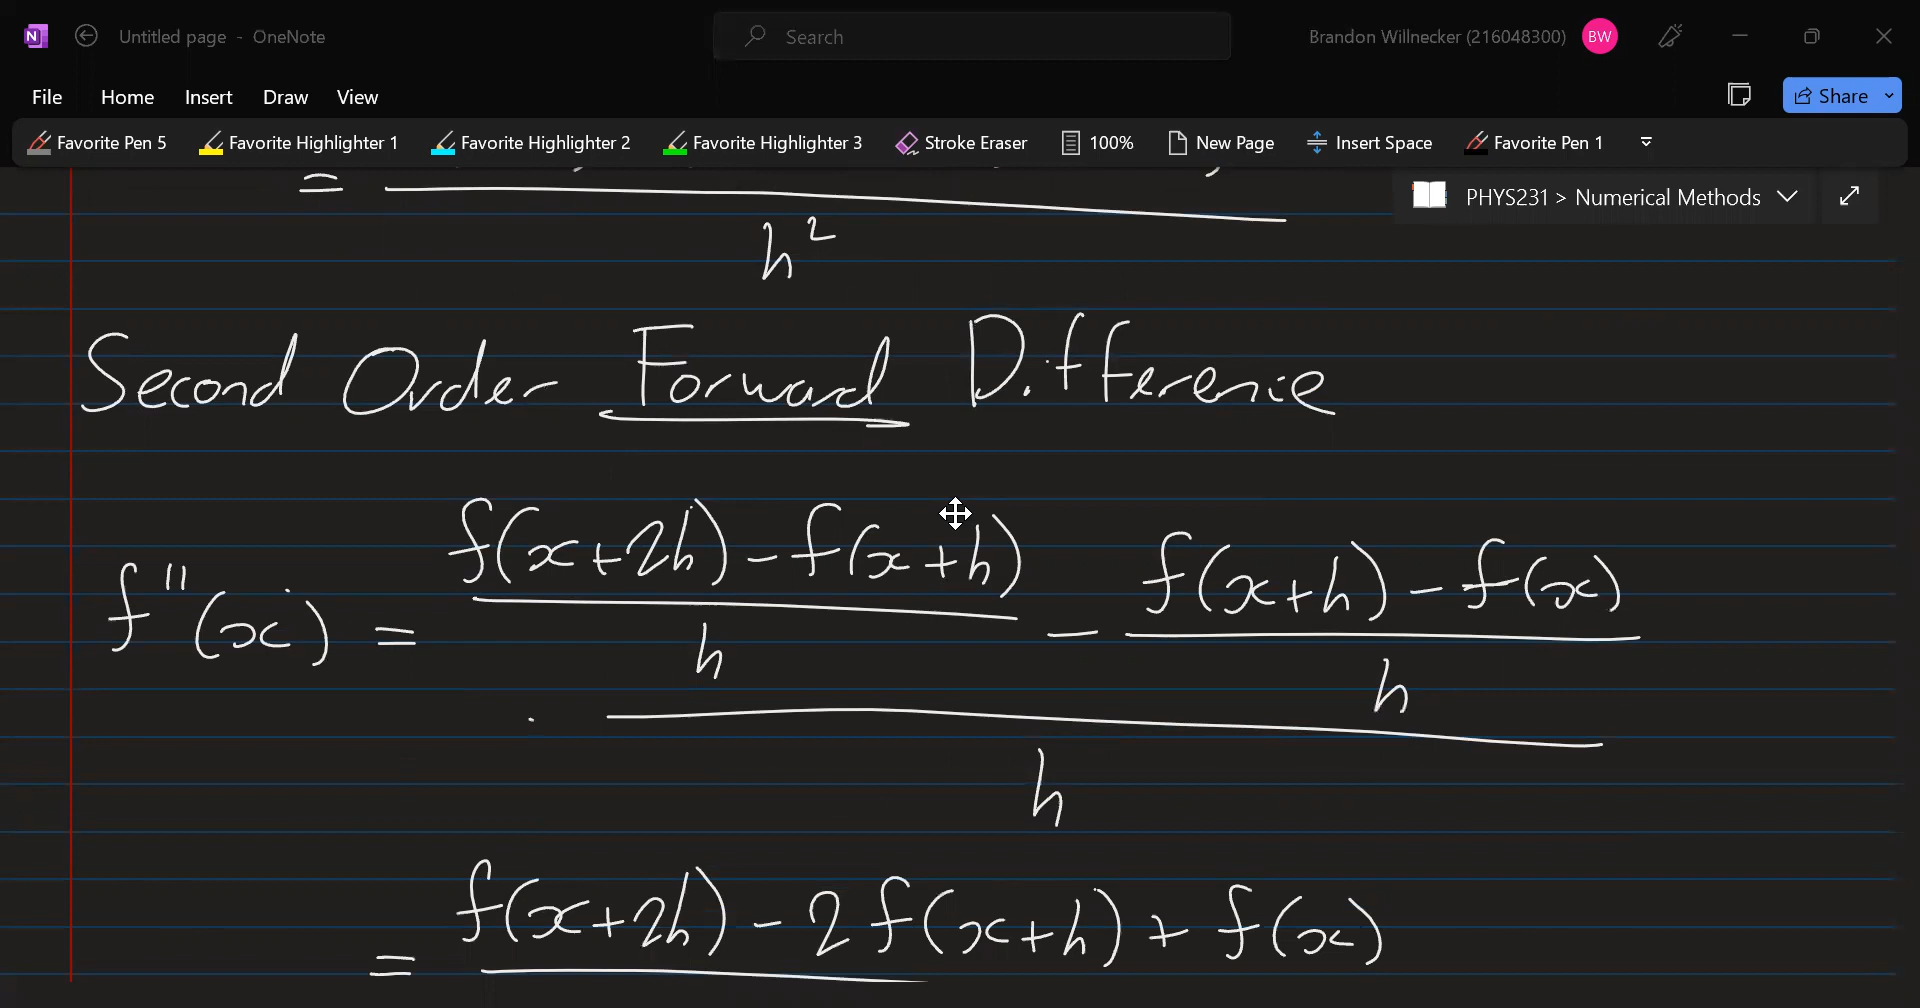 Untitled page - OneNote
Search
Brandon Willnecker (216048300) BW
File Home Insert Draw View
Share
Favorite Pen 5 Favorite Highlighter 1 Favorite Highlighter 2 Favorite Highlighter 3 Stroke Eraser 100% New Page Insert Space Favorite Pen 1
PHYS231 > Numerical Methods
=
h²
Second Order Forward Difference
f(x+2h) - f(x+h) - f(x+h) - f(x)
f''(x) =
h h
h
f(x+2h) - 2f(x+h) + f(x)
=